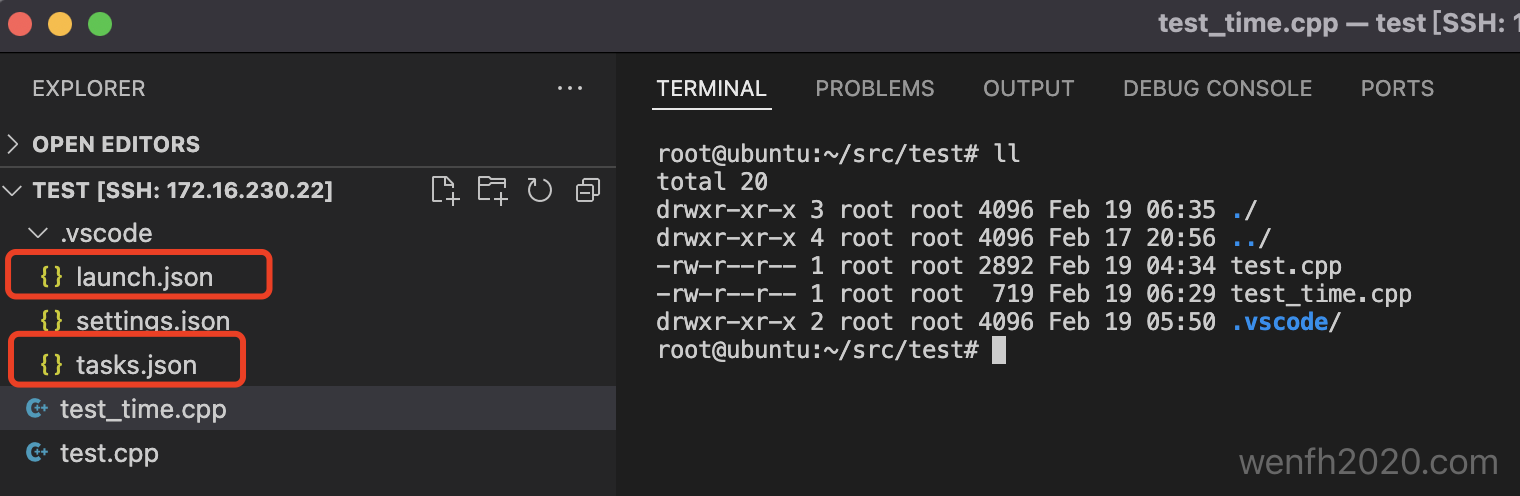 test_time.cpp — test [SSH: 1
EXPLORER
OPEN EDITORS
TEST [SSH: 172.16.230.22]
.vscode
{} launch.json
{} settings.json
{} tasks.json
test_time.cpp
test.cpp
TERMINAL PROBLEMS OUTPUT DEBUG CONSOLE PORTS
root@ubuntu:~/src/test# ll
total 20
drwxr-xr-x 3 root root 4096 Feb 19 06:35 ./
drwxr-xr-x 4 root root 4096 Feb 17 20:56 ../
-rw-r--r-- 1 root root 2892 Feb 19 04:34 test.cpp
-rw-r--r-- 1 root root  719 Feb 19 06:29 test_time.cpp
drwxr-xr-x 2 root root 4096 Feb 19 05:50 .vscode/
root@ubuntu:~/src/test#
wenfh2020.com